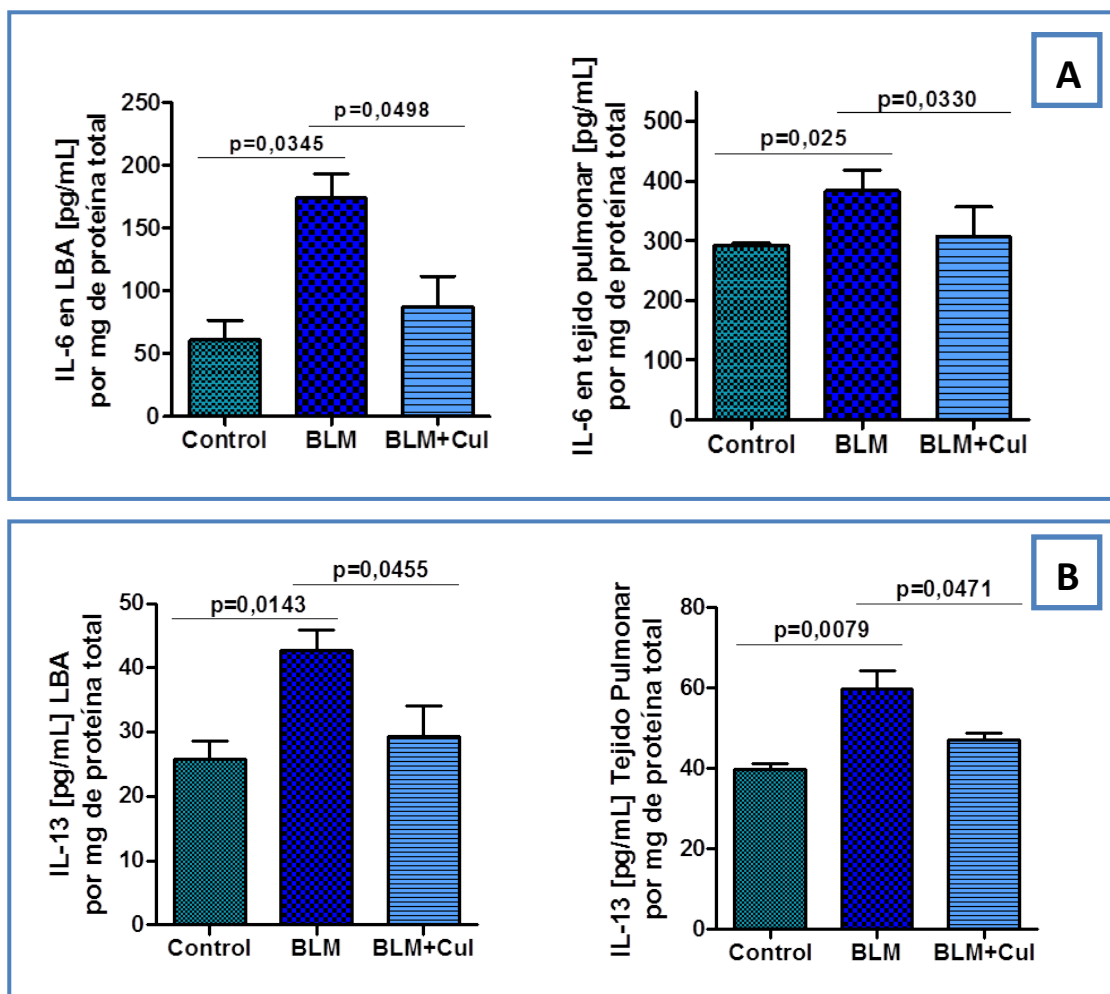 A
IL-6 en LBA [pg/mL]
por mg de proteína total
250
200
150
100
50
0
p=0,0345
p=0,0498
Control
BLM
BLM+Cul
IL-6 en tejido pulmonar [pg/mL]
por mg de proteína total
500
400
300
200
100
0
p=0,025
p=0,0330
Control
BLM
BLM+Cul
B
IL-13 [pg/mL] LBA
por mg de proteína total
50
40
30
20
10
0
p=0,0143
p=0,0455
Control
BLM
BLM+Cul
IL-13 [pg/mL] Tejido Pulmonar
por mg de proteína total
80
60
40
20
0
p=0,0079
p=0,0471
Control
BLM
BLM+Cul